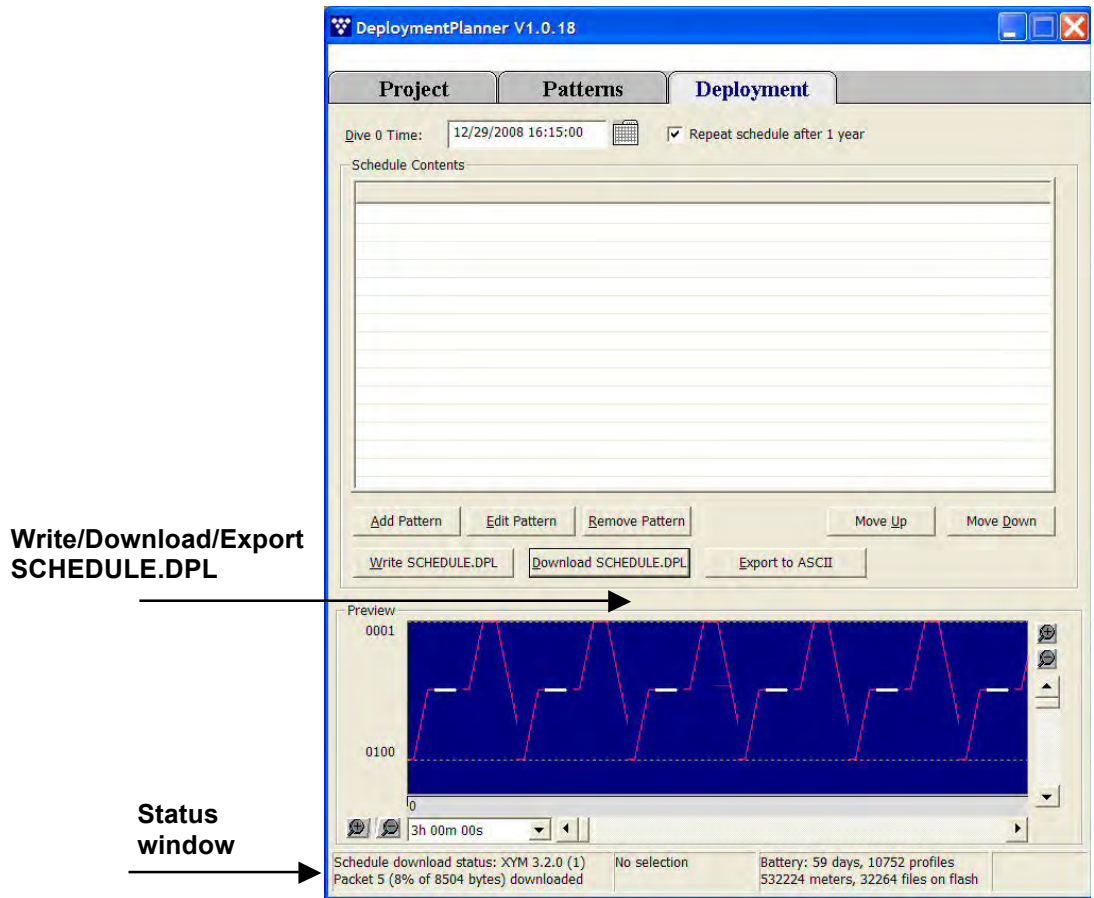 DeploymentPlanner V1.0.18
Project Patterns Deployment
Dive 0 Time: 12/29/2008 16:15:00 Repeat schedule after 1 year
Schedule Contents
Add Pattern Edit Pattern Remove Pattern Move Up Move Down
Write/Download/Export
SCHEDULE.DPL
Write SCHEDULE.DPL Download SCHEDULE.DPL Export to ASCII
Preview
0001
0100
0
Status
window
3h 00m 00s
Schedule download status: XYM 3.2.0 (1) No selection Battery: 59 days, 10752 profiles
Packet 5 (8% of 8504 bytes) downloaded 532224 meters, 32264 files on flash